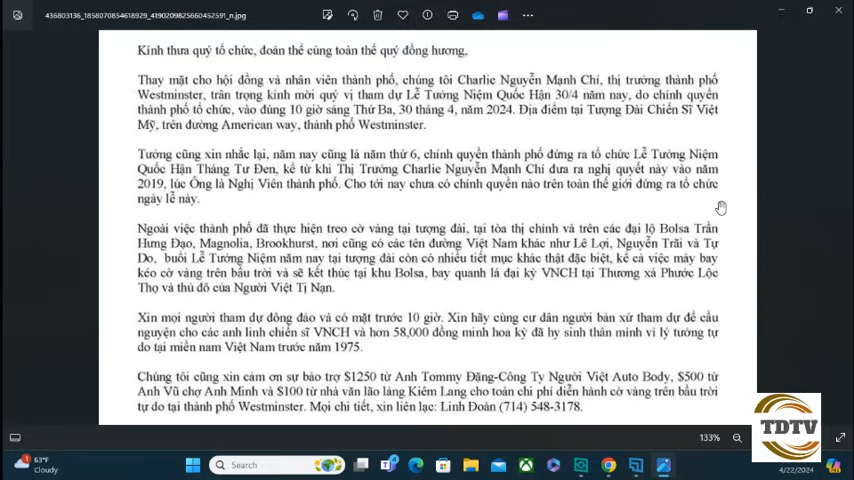 436803136_1858070854618929_4190209825660452591_n.jpg
Kính thưa quý tổ chức, đoàn thể cùng toàn thể quý đồng hương,
Thay mặt cho hội đồng và nhân viên thành phố, chúng tôi Charlie Nguyễn Mạnh Chí, thị trưởng thành phố
Westminster, trân trọng kính mời quý vị tham dự Lễ Tưởng Niệm Quốc Hận 30/4 năm nay, do chính quyền
thành phố tổ chức, vào đúng 10 giờ sáng Thứ Ba, 30 tháng 4, năm 2024. Địa điểm tại Tượng Đài Chiến Sĩ Việt
Mỹ, trên đường American way, thành phố Westminster.
Tưởng cũng xin nhắc lại, năm nay cũng là năm thứ 6, chính quyền thành phố đứng ra tổ chức Lễ Tưởng Niệm
Quốc Hận Tháng Tư Đen, kể từ khi Thị Trưởng Charlie Nguyễn Mạnh Chí đưa ra nghị quyết này vào năm
2019, lúc Ông là Nghị Viên thành phố. Cho tới nay chưa có chính quyền nào trên toàn thế giới đứng ra tổ chức
ngày lễ này.
Ngoài việc thành phố đã thực hiện treo cờ vàng tại tượng đài, tại tòa thị chính và trên các đại lộ Bolsa Trần
Hưng Đạo, Magnolia, Brookhurst, nơi cũng có các tên đường Việt Nam khác như Lê Lợi, Nguyễn Trãi và Tự
Do, buổi Lễ Tưởng Niệm năm nay tại tượng đài còn có nhiều tiết mục khác thật đặc biệt, kể cả việc máy bay
kéo cờ vàng trên bầu trời và sẽ kết thúc tại khu Bolsa, bay quanh lá đại kỳ VNCH tại Thương xá Phước Lộc
Thọ và thủ đô của Người Việt Tị Nạn.
Xin mọi người tham dự đông đảo và có mặt trước 10 giờ. Xin hãy cùng cư dân người bản xứ tham dự để cầu
nguyện cho các anh linh chiến sĩ VNCH và hơn 58,000 đồng minh hoa kỳ đã hy sinh thân mình vì lý tưởng tự
do tại miền nam Việt Nam trước năm 1975.
Chúng tôi cũng xin cảm ơn sự bảo trợ $1250 từ Anh Tommy Đặng-Công Ty Người Việt Auto Body, $500 từ
Anh Vũ chợ Anh Minh và $100 từ nhà văn lão làng Kiêm Lang cho toàn chi phí diễn hành cờ vàng trên bầu trời
tự do tại thành phố Westminster. Mọi chi tiết, xin liên lạc: Linh Đoàn (714) 548-3178.
TDTV
133%
63°F
Cloudy
Search
4/22/2024